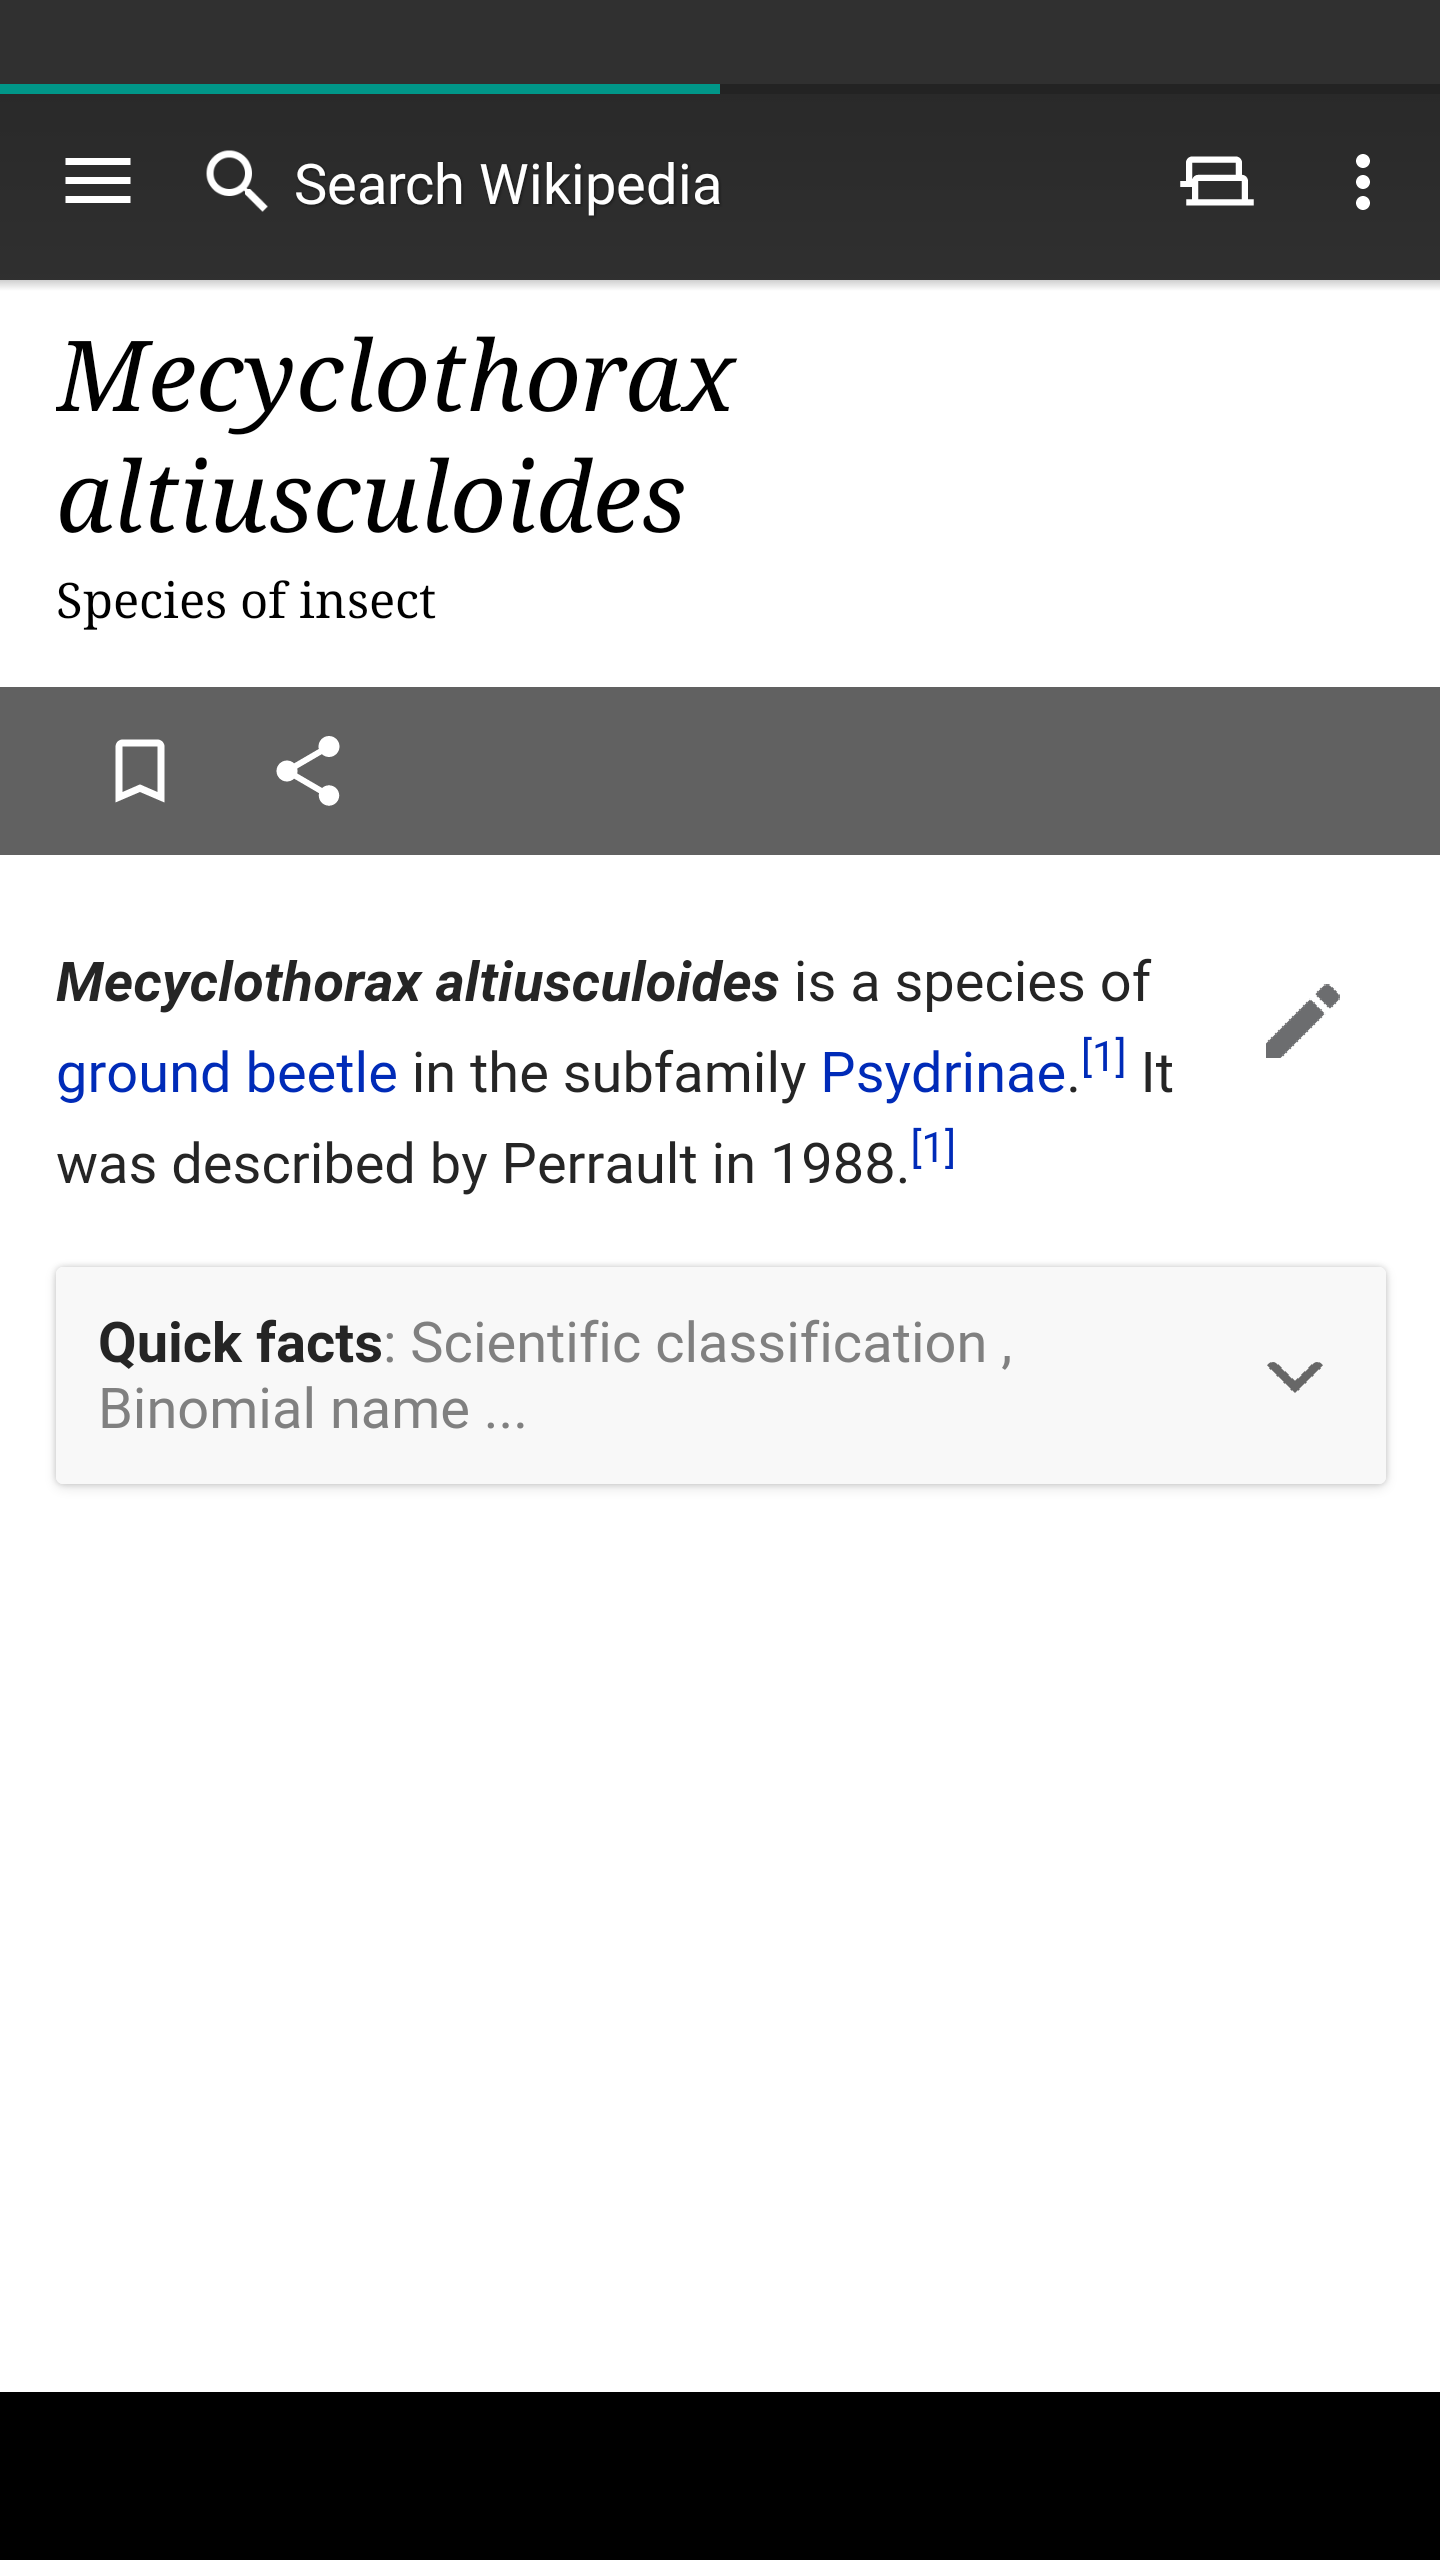 Search Wikipedia
Mecyclothorax
altiusculoides
Species of insect
Mecyclothorax altiusculoides is a species of
ground beetle in the subfamily Psydrinae.[1] It
was described by Perrault in 1988.[1]
Quick facts: Scientific classification ,
Binomial name ...